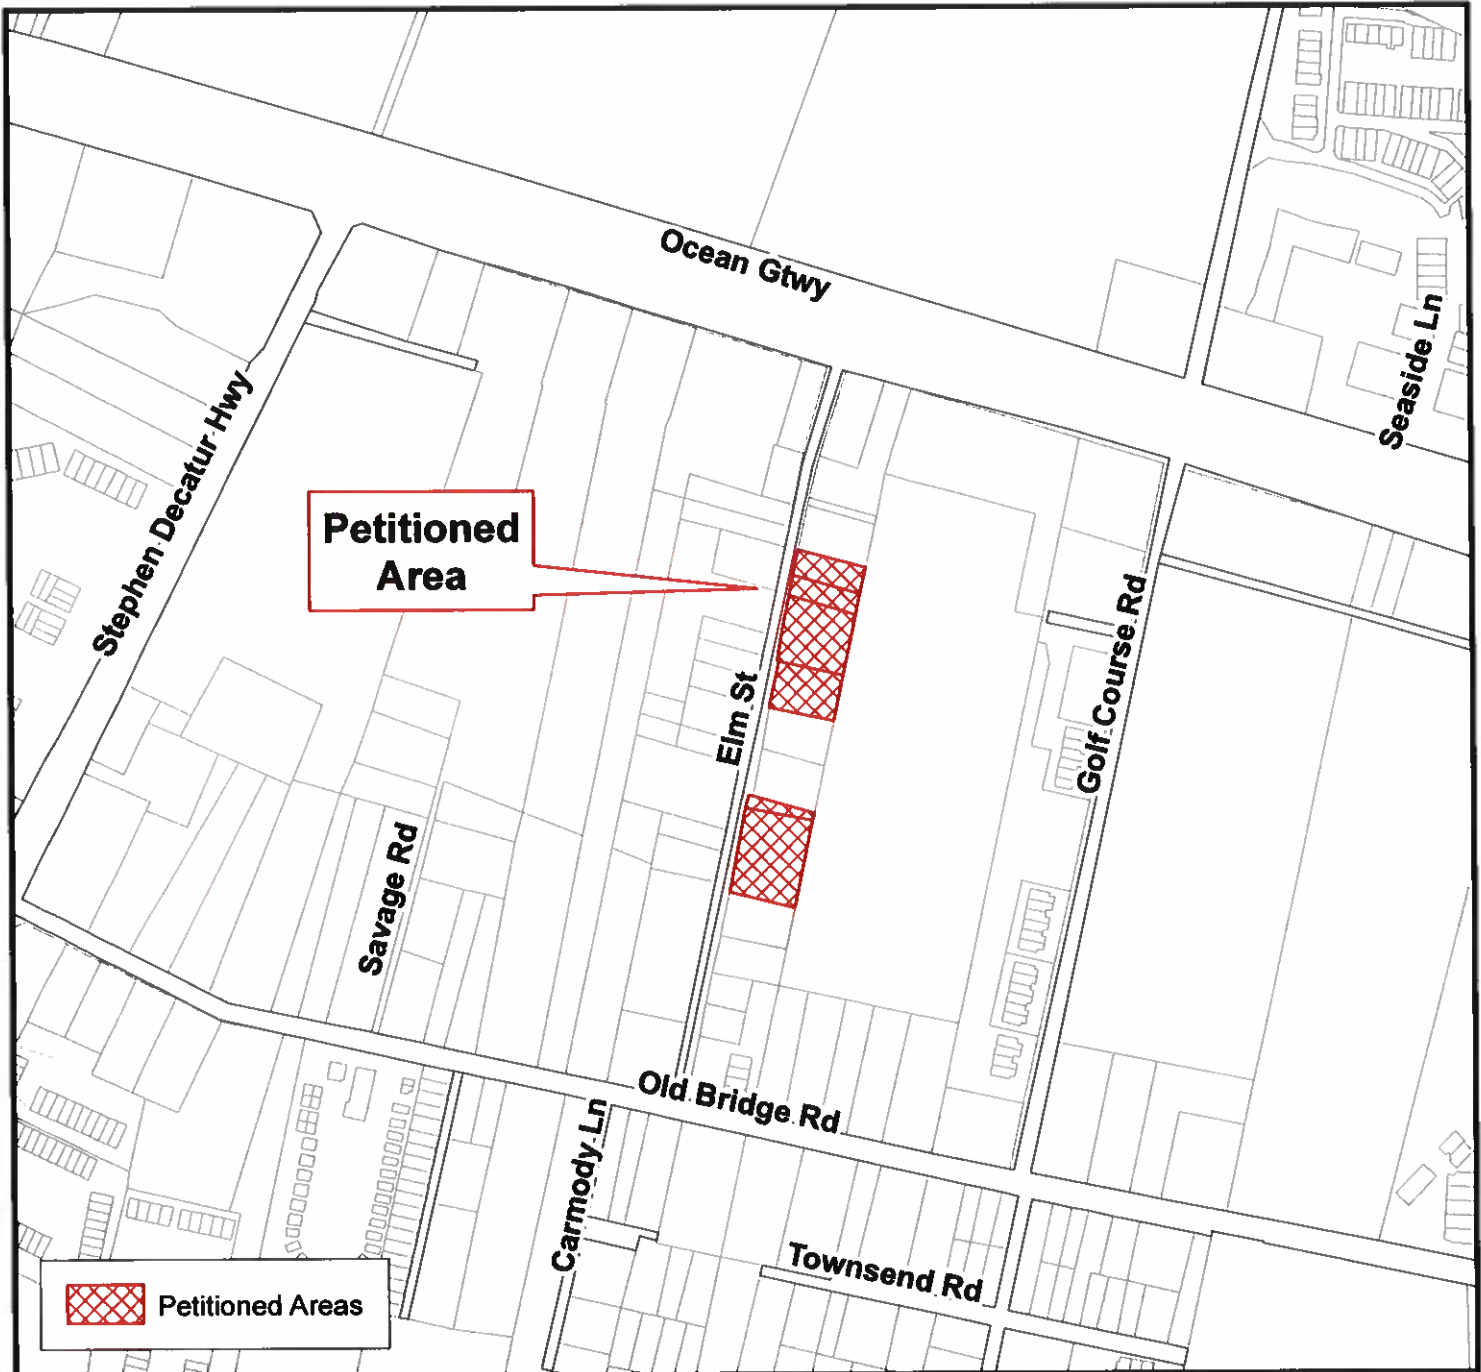 Ocean Gtwy
Seaside Ln
Stephen Decatur Hwy
Petitioned
Area
Golf Course Rd
Elm St
Savage Rd
Old Bridge Rd
Carmody Ln
Townsend Rd
Petitioned Areas